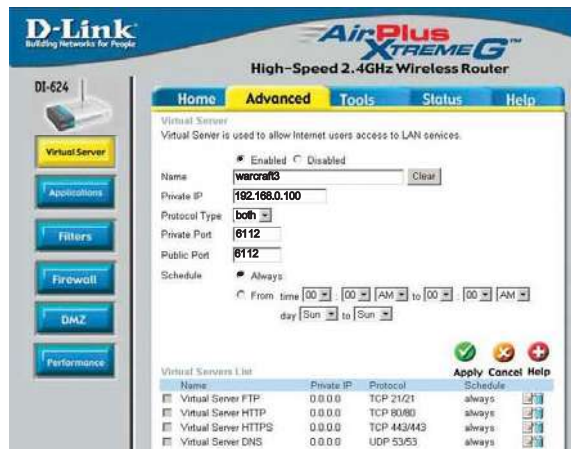 D-Link
Building Networks for People
AirPlus
XTREME G™
High-Speed 2.4GHz Wireless Router
DI-624
Home Advanced Tools Status Help
Virtual Server
Applications
Filters
Firewall
DMZ
Performance
Virtual Server
Virtual Server is used to allow Internet users access to LAN services.
Enabled Disabled
Name warcraft3 Clear
Private IP 192.168.0.100
Protocol Type both
Private Port 6112
Public Port 6112
Schedule Always
From time 00 : 00 AM to 00 : 00 AM
day Sun to Sun
Apply Cancel Help
Virtual Servers List
Name Private IP Protocol Schedule
Virtual Server FTP 0.0.0.0 TCP 21/21 always
Virtual Server HTTP 0.0.0.0 TCP 80/80 always
Virtual Server HTTPS 0.0.0.0 TCP 443/443 always
Virtual Server DNS 0.0.0.0 UDP 53/53 always